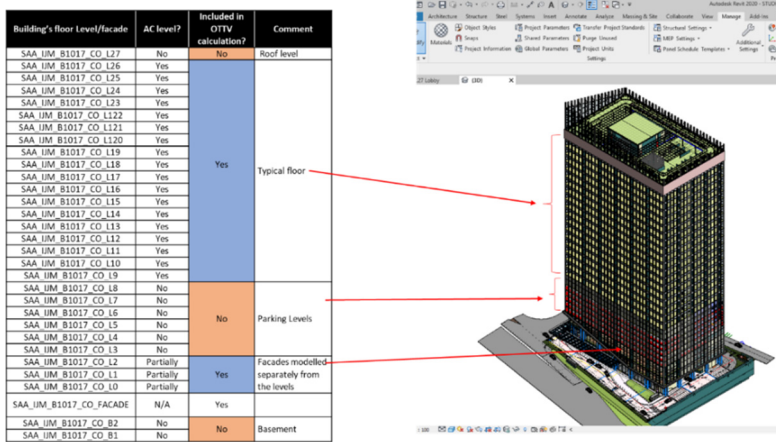 Building's floor Level/facade AC level? Included in OTTV calculation? Comment
SAA_IJM_B1017_CO_L27 No No Roof level
SAA_IJM_B1017_CO_L26 Yes
SAA_IJM_B1017_CO_L25 Yes
SAA_IJM_B1017_CO_L24 Yes
SAA_IJM_B1017_CO_L23 Yes
SAA_IJM_B1017_CO_L122 Yes
SAA_IJM_B1017_CO_L121 Yes
SAA_IJM_B1017_CO_L120 Yes
SAA_IJM_B1017_CO_L19 Yes
SAA_IJM_B1017_CO_L18 Yes Yes Typical floor
SAA_IJM_B1017_CO_L17 Yes
SAA_IJM_B1017_CO_L16 Yes
SAA_IJM_B1017_CO_L15 Yes
SAA_IJM_B1017_CO_L14 Yes
SAA_IJM_B1017_CO_L13 Yes
SAA_IJM_B1017_CO_L12 Yes
SAA_IJM_B1017_CO_L11 Yes
SAA_IJM_B1017_CO_L10 Yes
SAA_IJM_B1017_CO_L9 Yes
SAA_IJM_B1017_CO_L8 No
SAA_IJM_B1017_CO_L7 No
SAA_IJM_B1017_CO_L6 No No Parking Levels
SAA_IJM_B1017_CO_L5 No
SAA_IJM_B1017_CO_L4 No
SAA_IJM_B1017_CO_L3 No
SAA_IJM_B1017_CO_L2 Partially Facades modelled
SAA_IJM_B1017_CO_L1 Partially Yes separately from
SAA_IJM_B1017_CO_L0 Partially the levels
SAA_IJM_B1017_CO_FACADE N/A Yes
SAA_IJM_B1017_CO_B2 No No Basement
SAA_IJM_B1017_CO_B1 No
Autodesk Revit 2020 - STUD
Architecture Structure Steel Systems Insert Annotate Analyze Massing & Site Collaborate View Manage Add-Ins
Materials Object Styles Project Parameters Transfer Project Standards Structural Settings
Snaps Shared Parameters Purge Unused MEP Settings
Project Information Global Parameters Project Units Panel Schedule Templates Additional Settings
Settings
27 Lobby (3D)